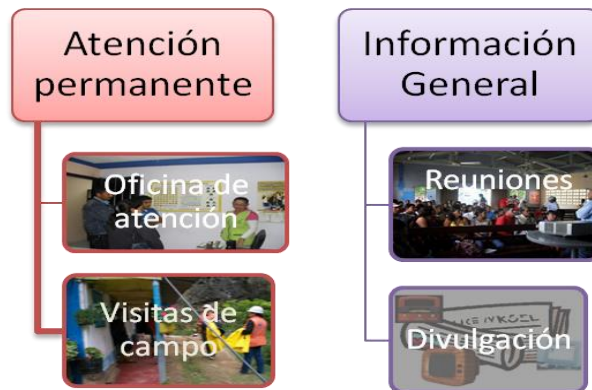 Atención
permanente
Oficina de
atención
Visitas de
campo
Información
General
Reuniones
Divulgación